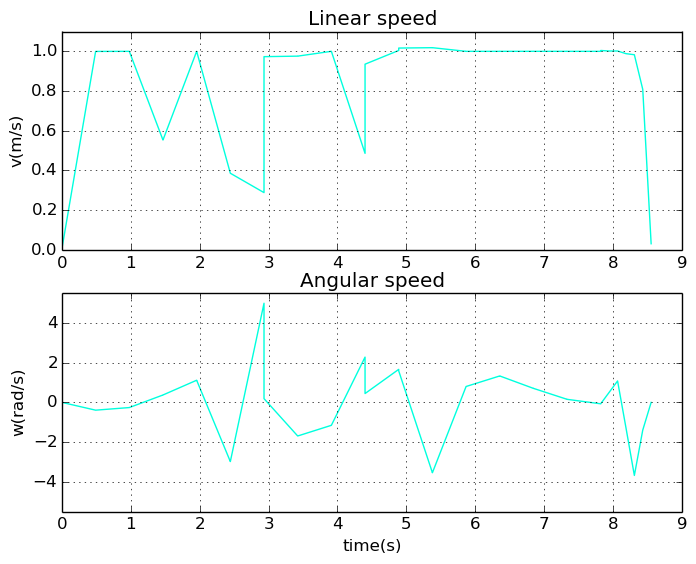 Linear speed
v(m/s)
1.0
0.8
0.6
0.4
0.2
0.0
0 1 2 3 4 5 6 7 8 9
Angular speed
w(rad/s)
4
2
0
−2
−4
0 1 2 3 4 5 6 7 8 9
time(s)